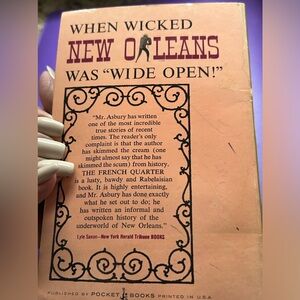 WHEN WICKED
NEW ORLEANS
WAS "WIDE OPEN!"
"Mr. Asbury has written
one of the most incredible
true stories of recent
times. The reader's only
complaint is that the author
has skimmed the cream (one
might almost say that he has
skimmed the scum) from history.
THE FRENCH QUARTER
is a lusty, bawdy and Rabelaisian
book. It is highly entertaining,
and Mr. Asbury has done exactly
what he set out to do; he
has written an informal and
outspoken history of the
underworld of New Orleans."
Lyle Saxon—New York Herald Tribune BOOKS
PUBLISHED BY POCKET BOOKS PRINTED IN U.S.A.